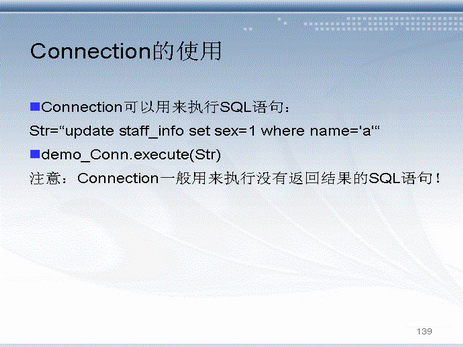 Connection的使用
■Connection可以用来执行SQL语句：
Str=“update staff_info set sex=1 where name='a'“
■demo_Conn.execute(Str)
注意：Connection一般用来执行没有返回结果的SQL语句！
139